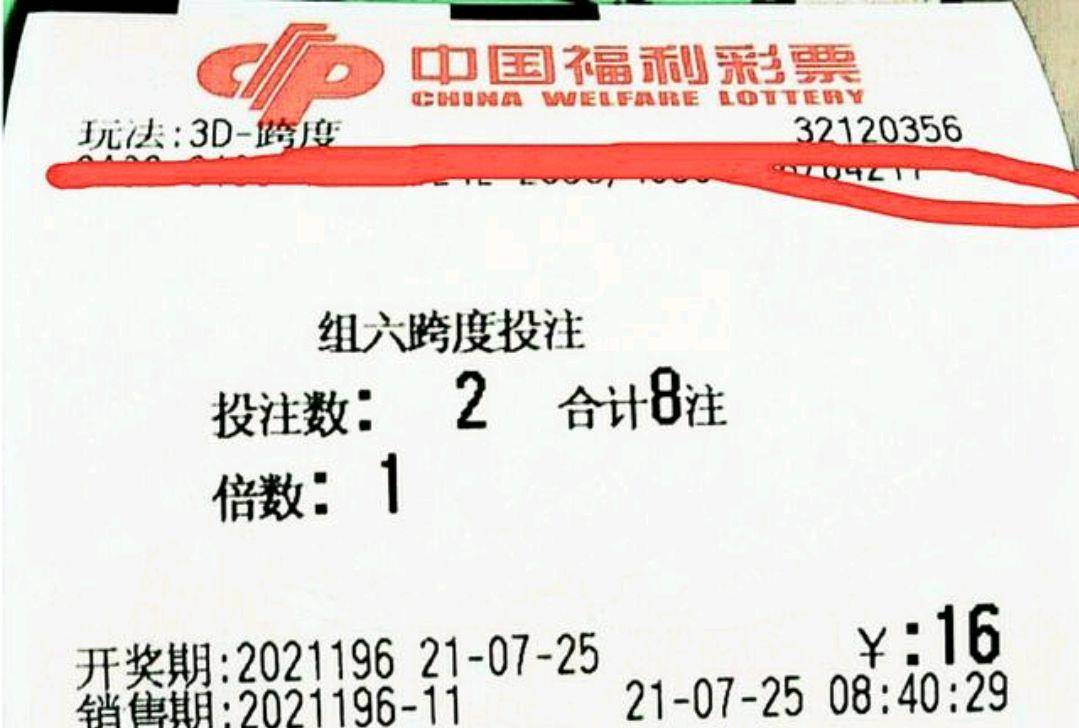 中国福利彩票
CHINA WELFARE LOTTERY
玩法:3D-跨度 32120356
组六跨度投注
投注数: 2 合计8注
倍数: 1
￥:16
开奖期:2021196 21-07-25
销售期:2021196-11 21-07-25 08:40:29